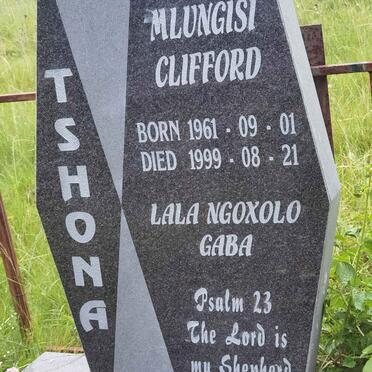 TSHONA
MLUNGISI
CLIFFORD
BORN 1961 · 09 · 01
DIED 1999 · 08 · 21
LALA NGOXOLO
GABA
Psalm 23
The Lord is
my Shepherd